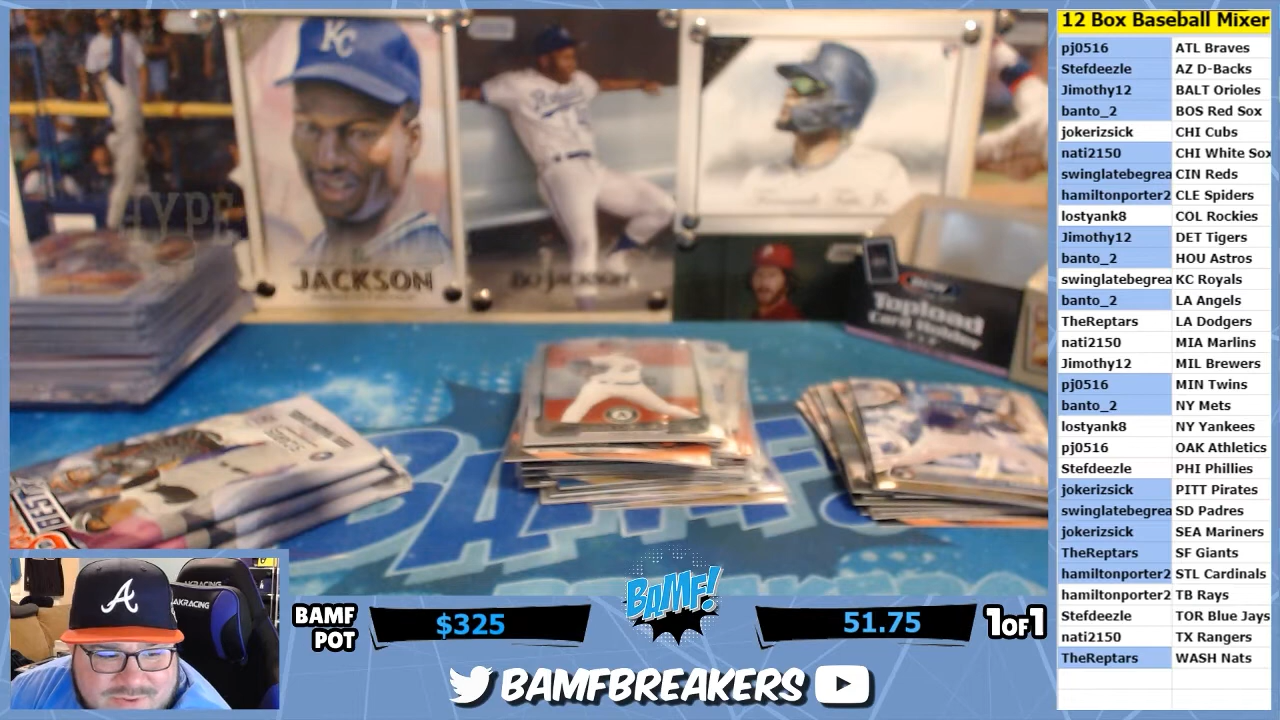 12 Box Baseball Mixer
pj0516 ATL Braves
Stefdeezle AZ D-Backs
Jimothy12 BALT Orioles
banto_2 BOS Red Sox
jokerizsick CHI Cubs
nati2150 CHI White Sox
swinglatebegrea CIN Reds
hamiltonporter2 CLE Spiders
lostyank8 COL Rockies
Jimothy12 DET Tigers
banto_2 HOU Astros
swinglatebegrea KC Royals
banto_2 LA Angels
TheReptars LA Dodgers
nati2150 MIA Marlins
Jimothy12 MIL Brewers
pj0516 MIN Twins
banto_2 NY Mets
lostyank8 NY Yankees
pj0516 OAK Athletics
Stefdeezle PHI Phillies
jokerizsick PITT Pirates
swinglatebegrea SD Padres
jokerizsick SEA Mariners
TheReptars SF Giants
hamiltonporter2 STL Cardinals
hamiltonporter2 TB Rays
Stefdeezle TOR Blue Jays
nati2150 TX Rangers
TheReptars WASH Nats
HYPE
KC
JACKSON
BO JACKSON
Topload
Card Holder
A
AKRACING
AKRACING
BAMF
POT
$325
BAMF!
51.75
1OF1
BAMFBREAKERS